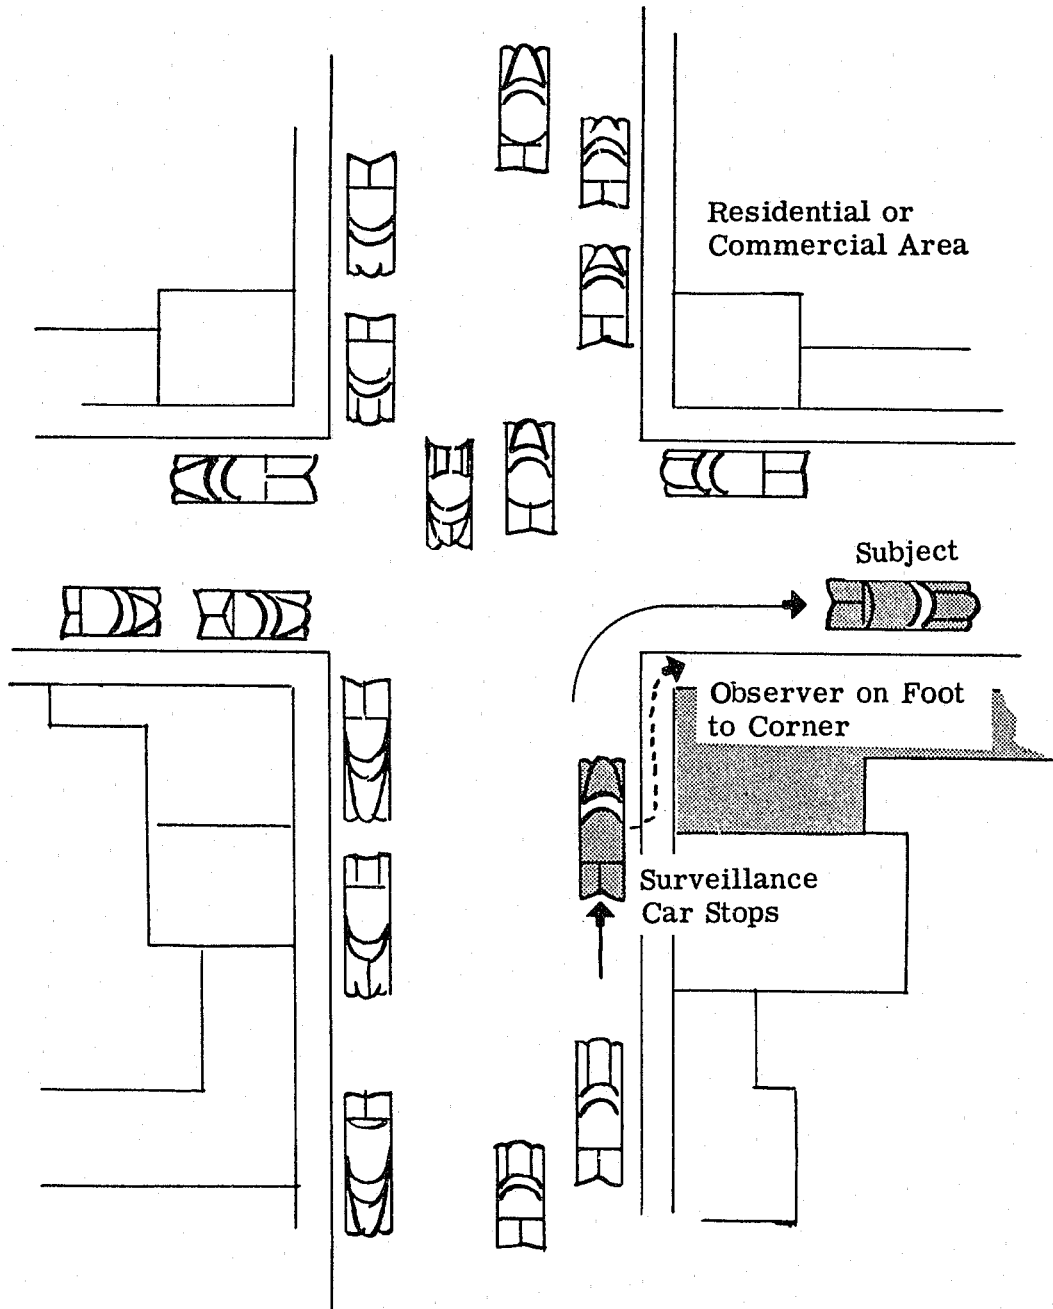 Residential or
Commercial Area
Subject
Observer on Foot
to Corner
Surveillance
Car Stops